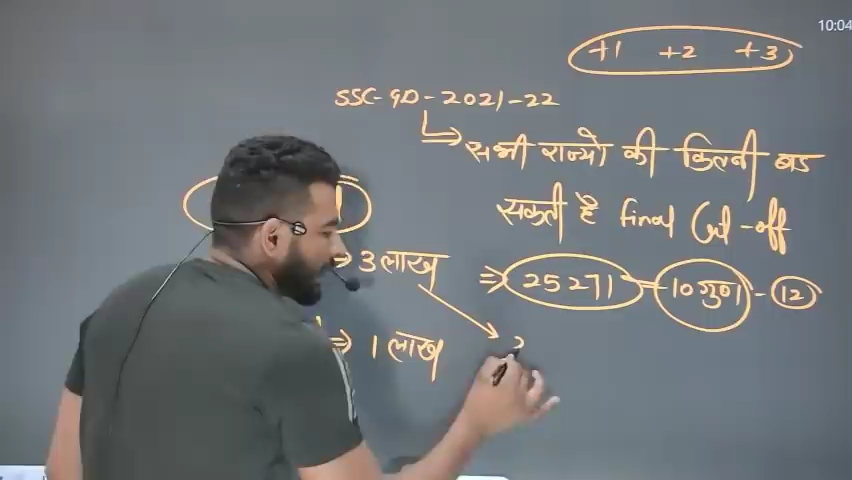 10:04
+1 +2 +3
SSC-GD-2021-22
सभी राज्यो की कितनी बढ
सकती है final Cut-off
⇒ 3 लाख ⇒ 25271 - 10 गुणा - 12
⇒ 1 लाख